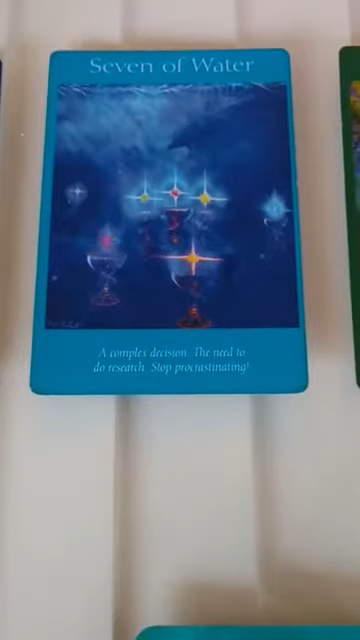 Seven of Water
A complex decision. The need to
do research. Stop procrastinating!